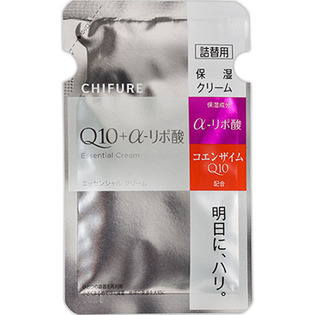 詰替用
CHIFURE
保湿
クリーム
Q10+α-リポ酸
Essential Cream
エッセンシャル クリーム
保湿成分
α-リポ酸
コエンザイム
Q10
配合
明日に、ハリ。